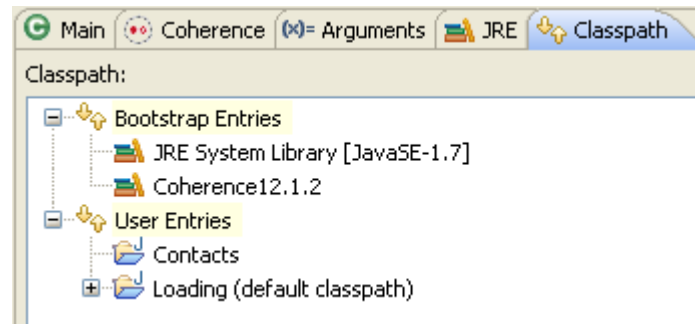 Main Coherence (x)= Arguments JRE Classpath
Classpath:
Bootstrap Entries
JRE System Library [JavaSE-1.7]
Coherence12.1.2
User Entries
Contacts
Loading (default classpath)